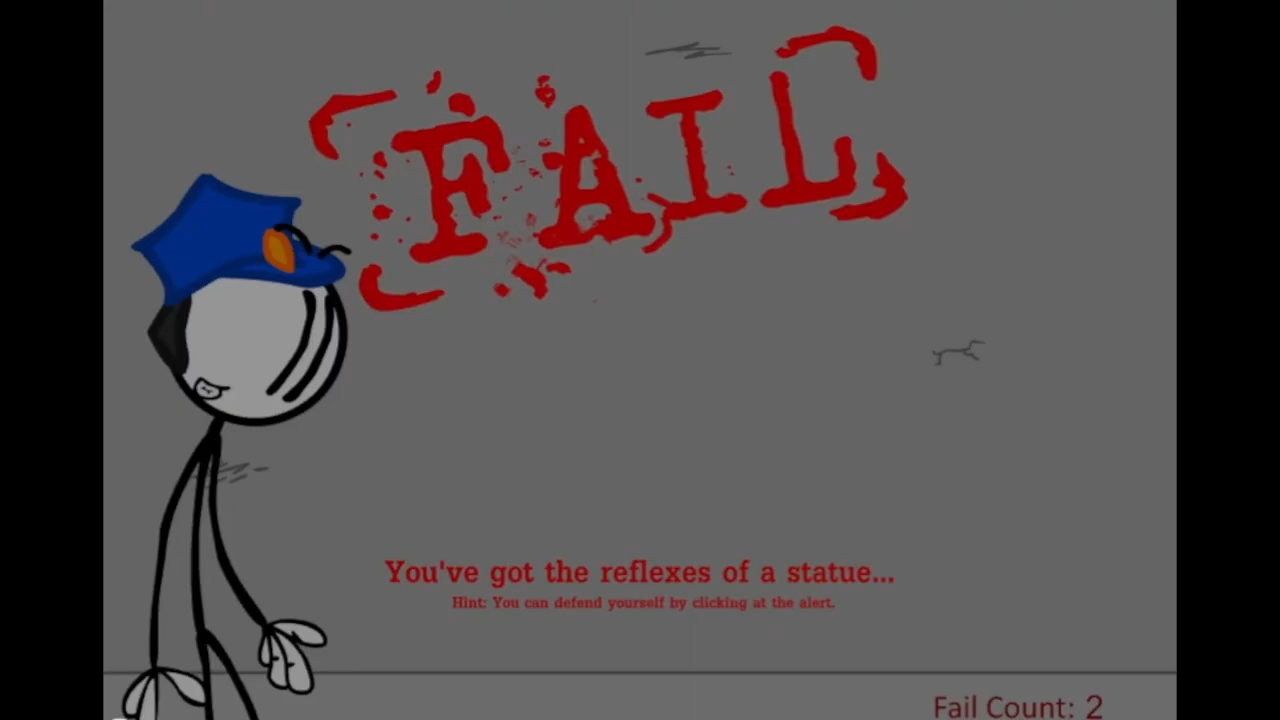 FAIL
You've got the reflexes of a statue...
Hint: You can defend yourself by clicking at the alert.
Fail Count: 2